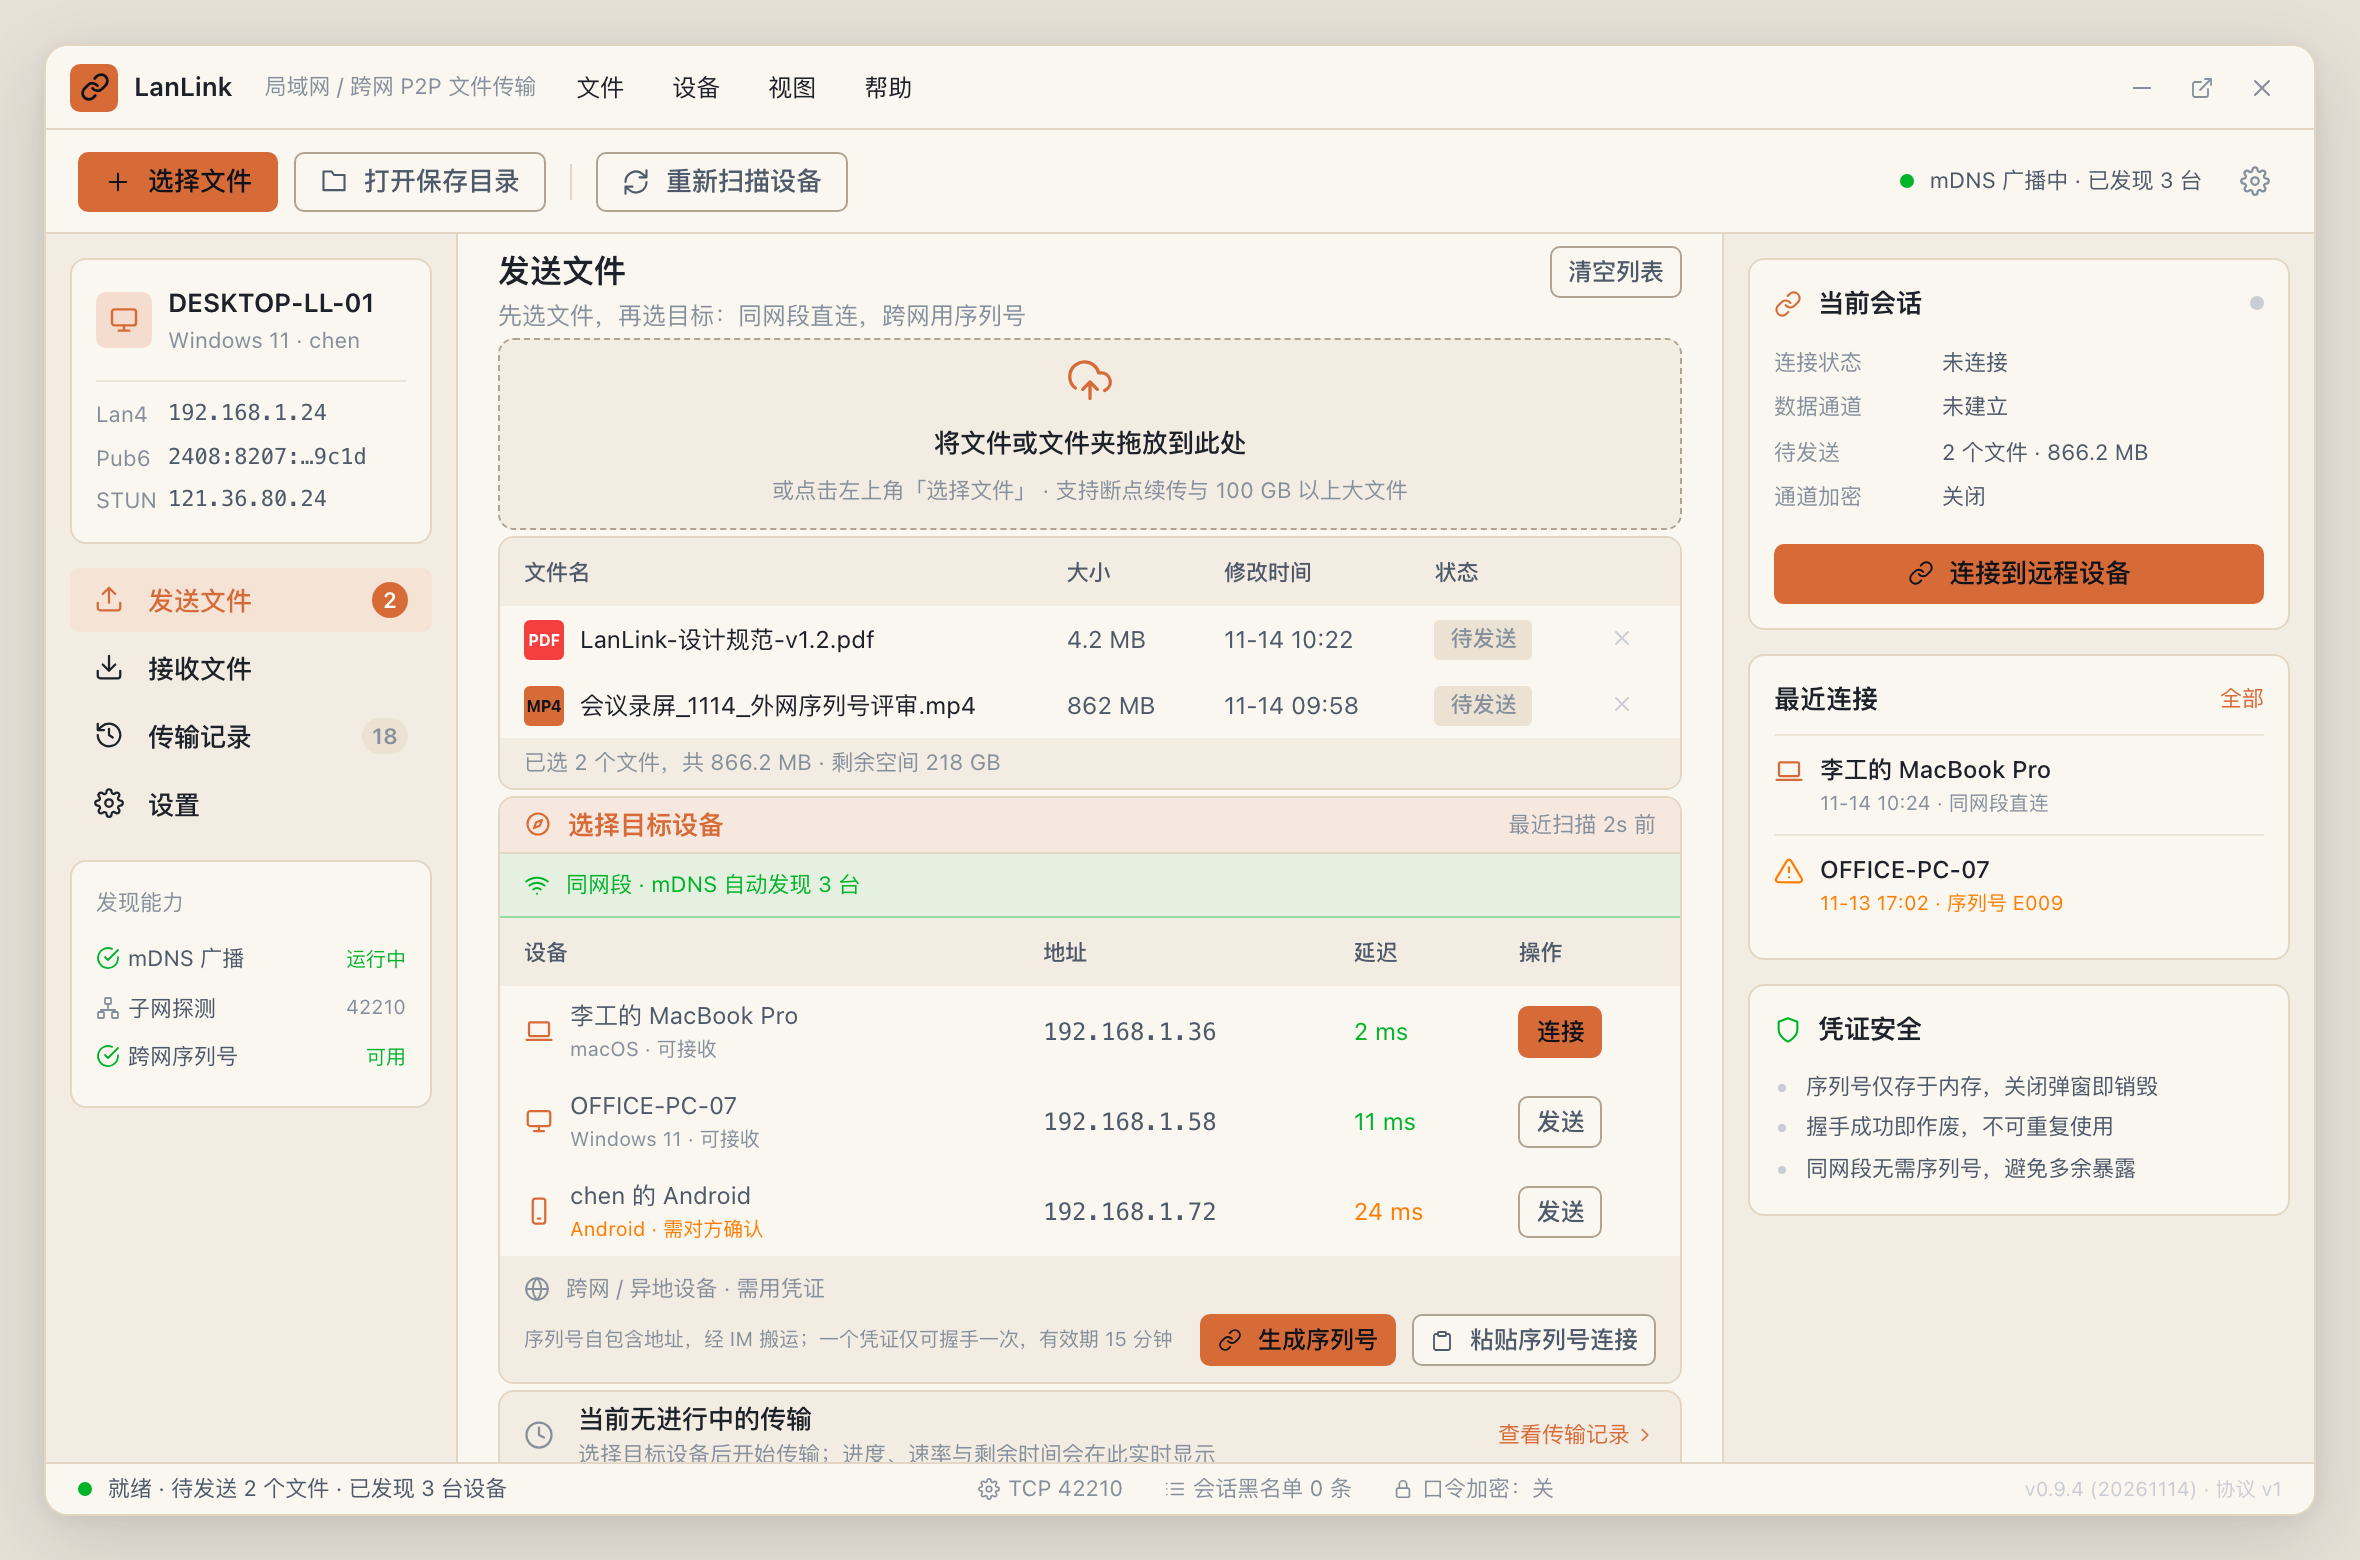 LanLink 局域网 / 跨网 P2P 文件传输 文件 设备 视图 帮助
选择文件 打开保存目录 重新扫描设备 mDNS 广播中 · 已发现 3 台
DESKTOP-LL-01
Windows 11 · chen
Lan4 192.168.1.24
Pub6 2408:8207:…9c1d
STUN 121.36.80.24
发送文件 2
接收文件
传输记录 18
设置
发现能力
mDNS 广播 运行中
子网探测 42210
跨网序列号 可用
发送文件 清空列表
先选文件，再选目标：同网段直连，跨网用序列号
将文件或文件夹拖放到此处
或点击左上角「选择文件」 · 支持断点续传与 100 GB 以上大文件
文件名 大小 修改时间 状态
PDF LanLink-设计规范-v1.2.pdf 4.2 MB 11-14 10:22 待发送
MP4 会议录屏_1114_外网序列号评审.mp4 862 MB 11-14 09:58 待发送
已选 2 个文件，共 866.2 MB · 剩余空间 218 GB
选择目标设备 最近扫描 2s 前
同网段 · mDNS 自动发现 3 台
设备 地址 延迟 操作
李工的 MacBook Pro 192.168.1.36 2 ms 连接
macOS · 可接收
OFFICE-PC-07 192.168.1.58 11 ms 发送
Windows 11 · 可接收
chen 的 Android 192.168.1.72 24 ms 发送
Android · 需对方确认
跨网 / 异地设备 · 需用凭证
序列号自包含地址，经 IM 搬运；一个凭证仅可握手一次，有效期 15 分钟 生成序列号 粘贴序列号连接
当前无进行中的传输 查看传输记录
选择目标设备后开始传输；进度、速率与剩余时间会在此实时显示
当前会话
连接状态 未连接
数据通道 未建立
待发送 2 个文件 · 866.2 MB
通道加密 关闭
连接到远程设备
最近连接 全部
李工的 MacBook Pro
11-14 10:24 · 同网段直连
OFFICE-PC-07
11-13 17:02 · 序列号 E009
凭证安全
序列号仅存于内存，关闭弹窗即销毁
握手成功即作废，不可重复使用
同网段无需序列号，避免多余暴露
就绪 · 待发送 2 个文件 · 已发现 3 台设备 TCP 42210 会话黑名单 0 条 口令加密：关 v0.9.4 (20261114) · 协议 v1